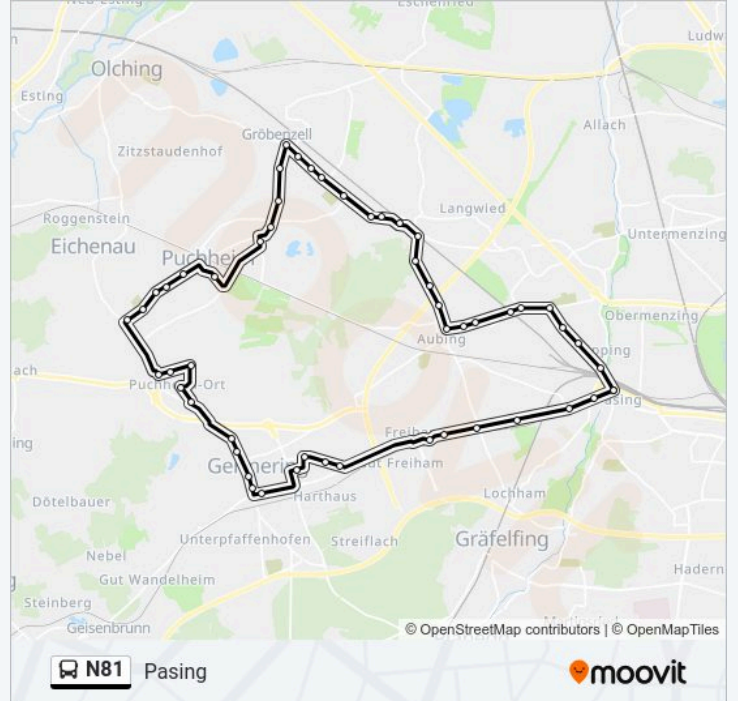 Olching
Esting
Allach
Gröbenzell
Zitzstaudenhof
Langwied
Roggenstein
Untermenzing
Eichenau
Puchheim
Obermenzing
Aubing
Puchheim-Ort
Freiham
Gut Freiham
Harthaus
Lochham
Dötelbauer
Unterpfaffenhofen
Streiflach
Gräfelfing
Nebel
Hadern
Gut Wandelheim
Steinberg
Geisenbrunn
© OpenStreetMap contributors | © OpenMapTiles
N81 Pasing
moovit